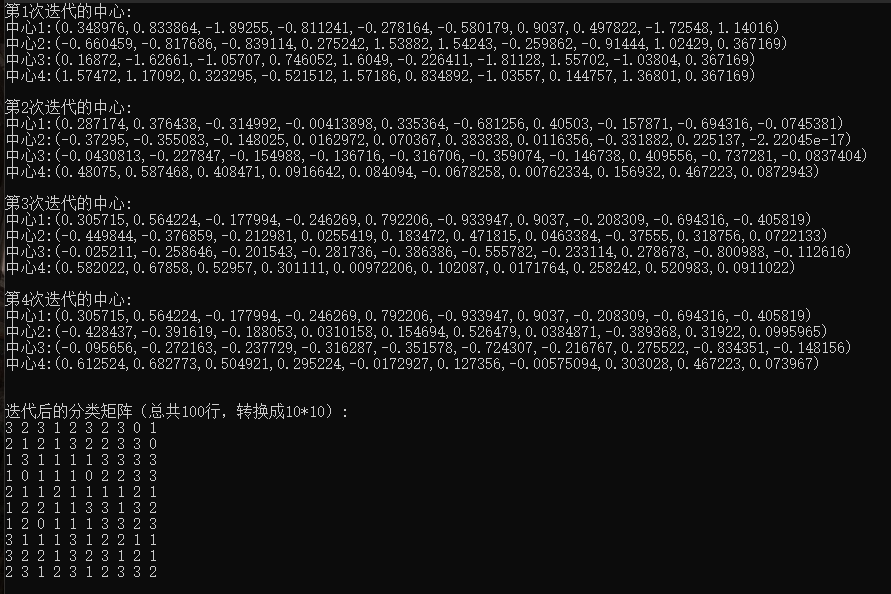 第1次迭代的中心:
中心1:(0.348976,0.833864,-1.89255,-0.811241,-0.278164,-0.580179,0.9037,0.497822,-1.72548,1.14016)
中心2:(-0.660459,-0.817686,-0.839114,0.275242,1.53882,1.54243,-0.259862,-0.91444,1.02429,0.367169)
中心3:(0.16872,-1.62661,-1.05707,0.746052,1.6049,-0.226411,-1.81128,1.55702,-1.03804,0.367169)
中心4:(1.57472,1.17092,0.323295,-0.521512,1.57186,0.834892,-1.03557,0.144757,1.36801,0.367169)
第2次迭代的中心:
中心1:(0.287174,0.376438,-0.314992,-0.00413898,0.335364,-0.681256,0.40503,-0.157871,-0.694316,-0.0745381)
中心2:(-0.37295,-0.355083,-0.148025,0.0162972,0.070367,0.383838,0.0116356,-0.331882,0.225137,-2.22045e-17)
中心3:(-0.0430813,-0.227847,-0.154988,-0.136716,-0.316706,-0.359074,-0.146738,0.409556,-0.737281,-0.0837404)
中心4:(0.48075,0.587468,0.408471,0.0916642,0.084094,-0.0678258,0.00762334,0.156932,0.467223,0.0872943)
第3次迭代的中心:
中心1:(0.305715,0.564224,-0.177994,-0.246269,0.792206,-0.933947,0.9037,-0.208309,-0.694316,-0.405819)
中心2:(-0.449844,-0.376859,-0.212981,0.0255419,0.183472,0.471815,0.0463384,-0.37555,0.318756,0.0722133)
中心3:(-0.025211,-0.258646,-0.201543,-0.281736,-0.386386,-0.555782,-0.233114,0.278678,-0.800988,-0.112616)
中心4:(0.582022,0.67858,0.52957,0.301111,0.00972206,0.102087,0.0171764,0.258242,0.520983,0.0911022)
第4次迭代的中心:
中心1:(0.305715,0.564224,-0.177994,-0.246269,0.792206,-0.933947,0.9037,-0.208309,-0.694316,-0.405819)
中心2:(-0.428437,-0.391619,-0.188053,0.0310158,0.154694,0.526479,0.0384871,-0.389368,0.31922,0.0995965)
中心3:(-0.095656,-0.272163,-0.237729,-0.316287,-0.351578,-0.724307,-0.216767,0.275522,-0.834351,-0.148156)
中心4:(0.612524,0.682773,0.504921,0.295224,-0.0172927,0.127356,-0.00575094,0.303028,0.467223,0.073967)
迭代后的分类矩阵（总共100行，转换成10*10）:
3 2 3 1 2 3 2 3 0 1
2 1 2 1 3 2 2 3 3 0
1 3 1 1 1 1 3 3 3 3
1 0 1 1 1 0 2 2 3 3
2 1 1 2 1 1 1 1 2 1
1 2 2 1 1 3 3 1 3 2
1 2 0 1 1 1 3 3 2 3
3 1 1 1 3 1 2 2 1 1
3 2 2 1 3 2 3 1 2 1
2 3 1 2 3 1 2 3 3 2